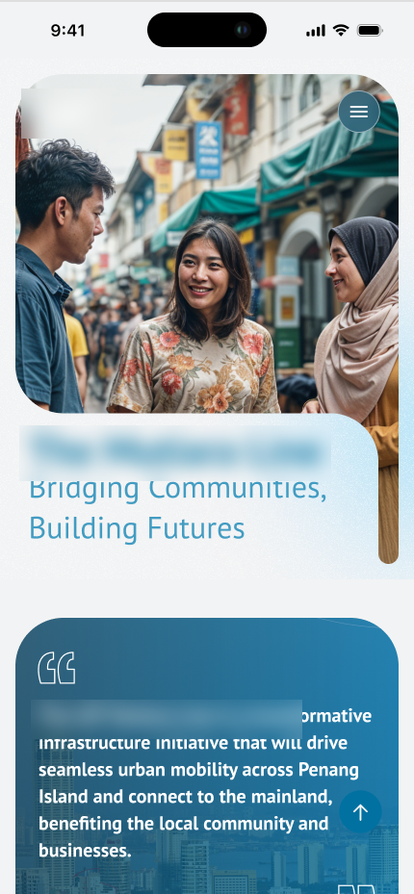 9:41
Bridging Communities,
Building Futures
ormative
infrastructure initiative that will drive
seamless urban mobility across Penang
Island and connect to the mainland,
benefiting the local community and
businesses.